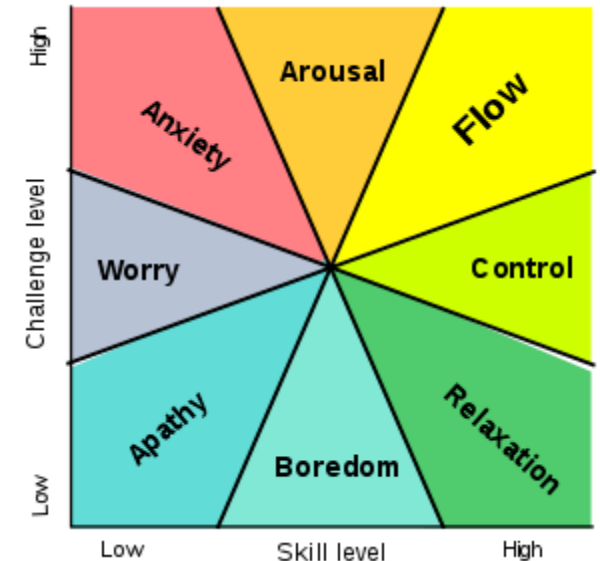 High
Arousal
Flow
Anxiety
Challenge level
Worry
Control
Apathy
Relaxation
Boredom
Low
Low
Skill level
High